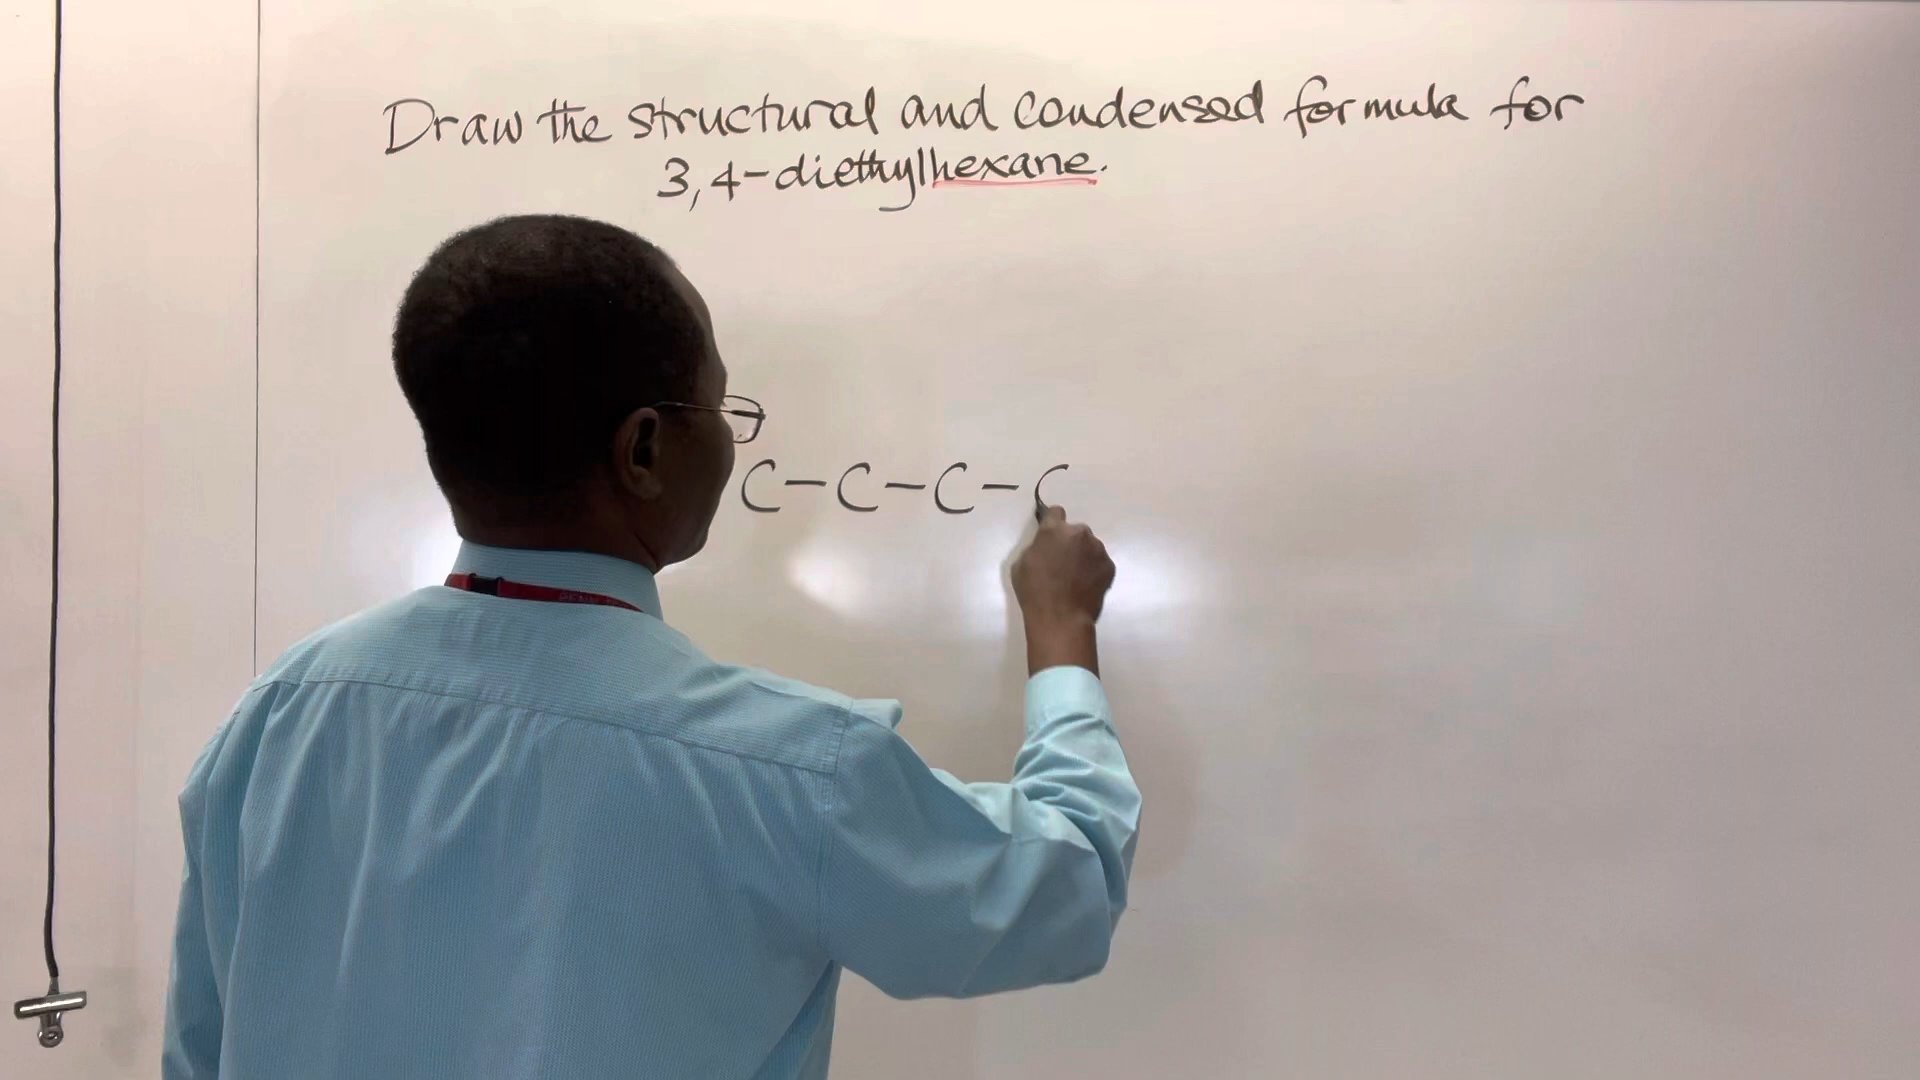 Draw the structural and condensed formula for
3,4-diethylhexane.
C-C-C-C